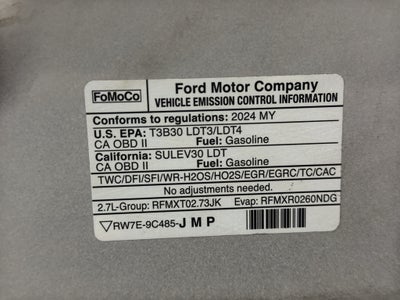 FoMoCo
Ford Motor Company
VEHICLE EMISSION CONTROL INFORMATION
Conforms to regulations: 2024 MY
U.S. EPA: T3B30 LDT3/LDT4
CA OBD II Fuel: Gasoline
California: SULEV30 LDT
CA OBD II Fuel: Gasoline
TWC/DFI/SFI/WR-H2OS/HO2S/EGR/EGRC/TC/CAC
No adjustments needed.
2.7L-Group: RFMXT02.73JK Evap: RFMXR0260NDG
RW7E-9C485-JMP